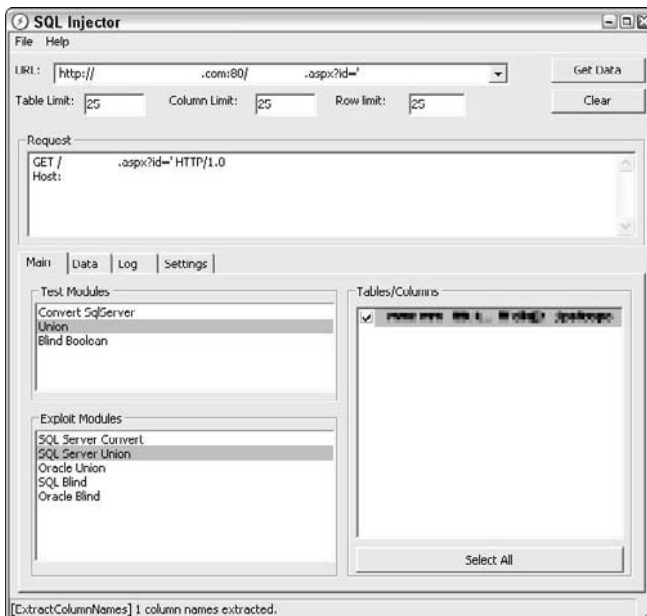 SQL Injector
File Help
URL: http:// .com:80/ .aspx?id='
Get Data
Table Limit: 25 Column Limit: 25 Row limit: 25
Clear
Request
GET / .aspx?id=' HTTP/1.0
Host:
Main Data Log Settings
Test Modules
Convert SqlServer
Union
Blind Boolean
Exploit Modules
SQL Server Convert
SQL Server Union
Oracle Union
SQL Blind
Oracle Blind
Tables/Columns
Select All
[ExtractColumnNames] 1 column names extracted.